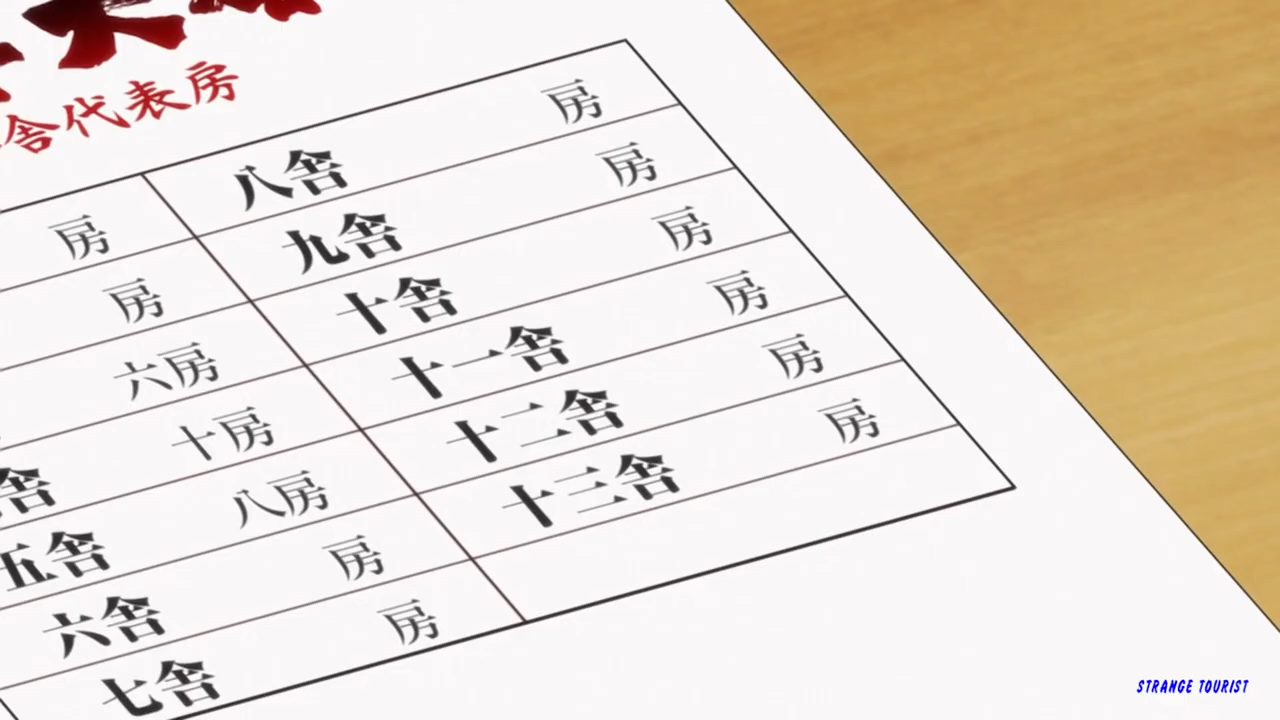 舎代表房
房
房
六房
舎 十房
五舎 八房
六舎 房
七舎 房
八舎 房
九舎 房
十舎 房
十一舎 房
十二舎 房
十三舎 房
STRANGE TOURIST